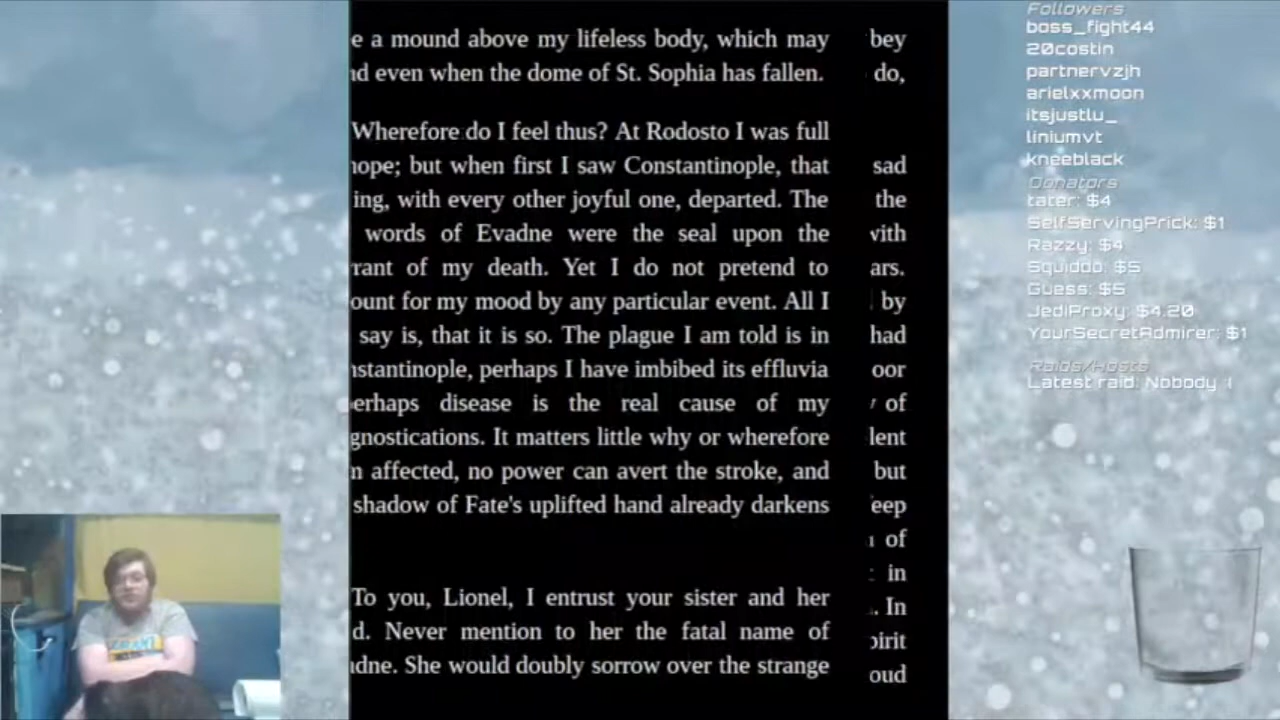 e a mound above my lifeless body, which may
nd even when the dome of St. Sophia has fallen.
Wherefore do I feel thus? At Rodosto I was full
hope; but when first I saw Constantinople, that
ing, with every other joyful one, departed. The
words of Evadne were the seal upon the
rrant of my death. Yet I do not pretend to
ount for my mood by any particular event. All I
say is, that it is so. The plague I am told is in
nstantinople, perhaps I have imbibed its effluvia
erhaps disease is the real cause of my
gnostications. It matters little why or wherefore
n affected, no power can avert the stroke, and
shadow of Fate's uplifted hand already darkens
To you, Lionel, I entrust your sister and her
d. Never mention to her the fatal name of
adne. She would doubly sorrow over the strange
bey
do,
sad
the
with
ars.
by
had
oor
of
lent
but
eep
of
in
. In
pirit
oud
Followers
boss_fight44
20costin
partnervzjh
arielxxmoon
itsjustlu_
liniumvt
kneeblack
Donators
tater: $4
SelfServingPrick: $1
Razzy: $4
Squiddo: $5
Guess: $5
JediProxy: $4.20
YourSecretAdmirer: $1
Raids/Hosts
Latest raid: Nobody :(